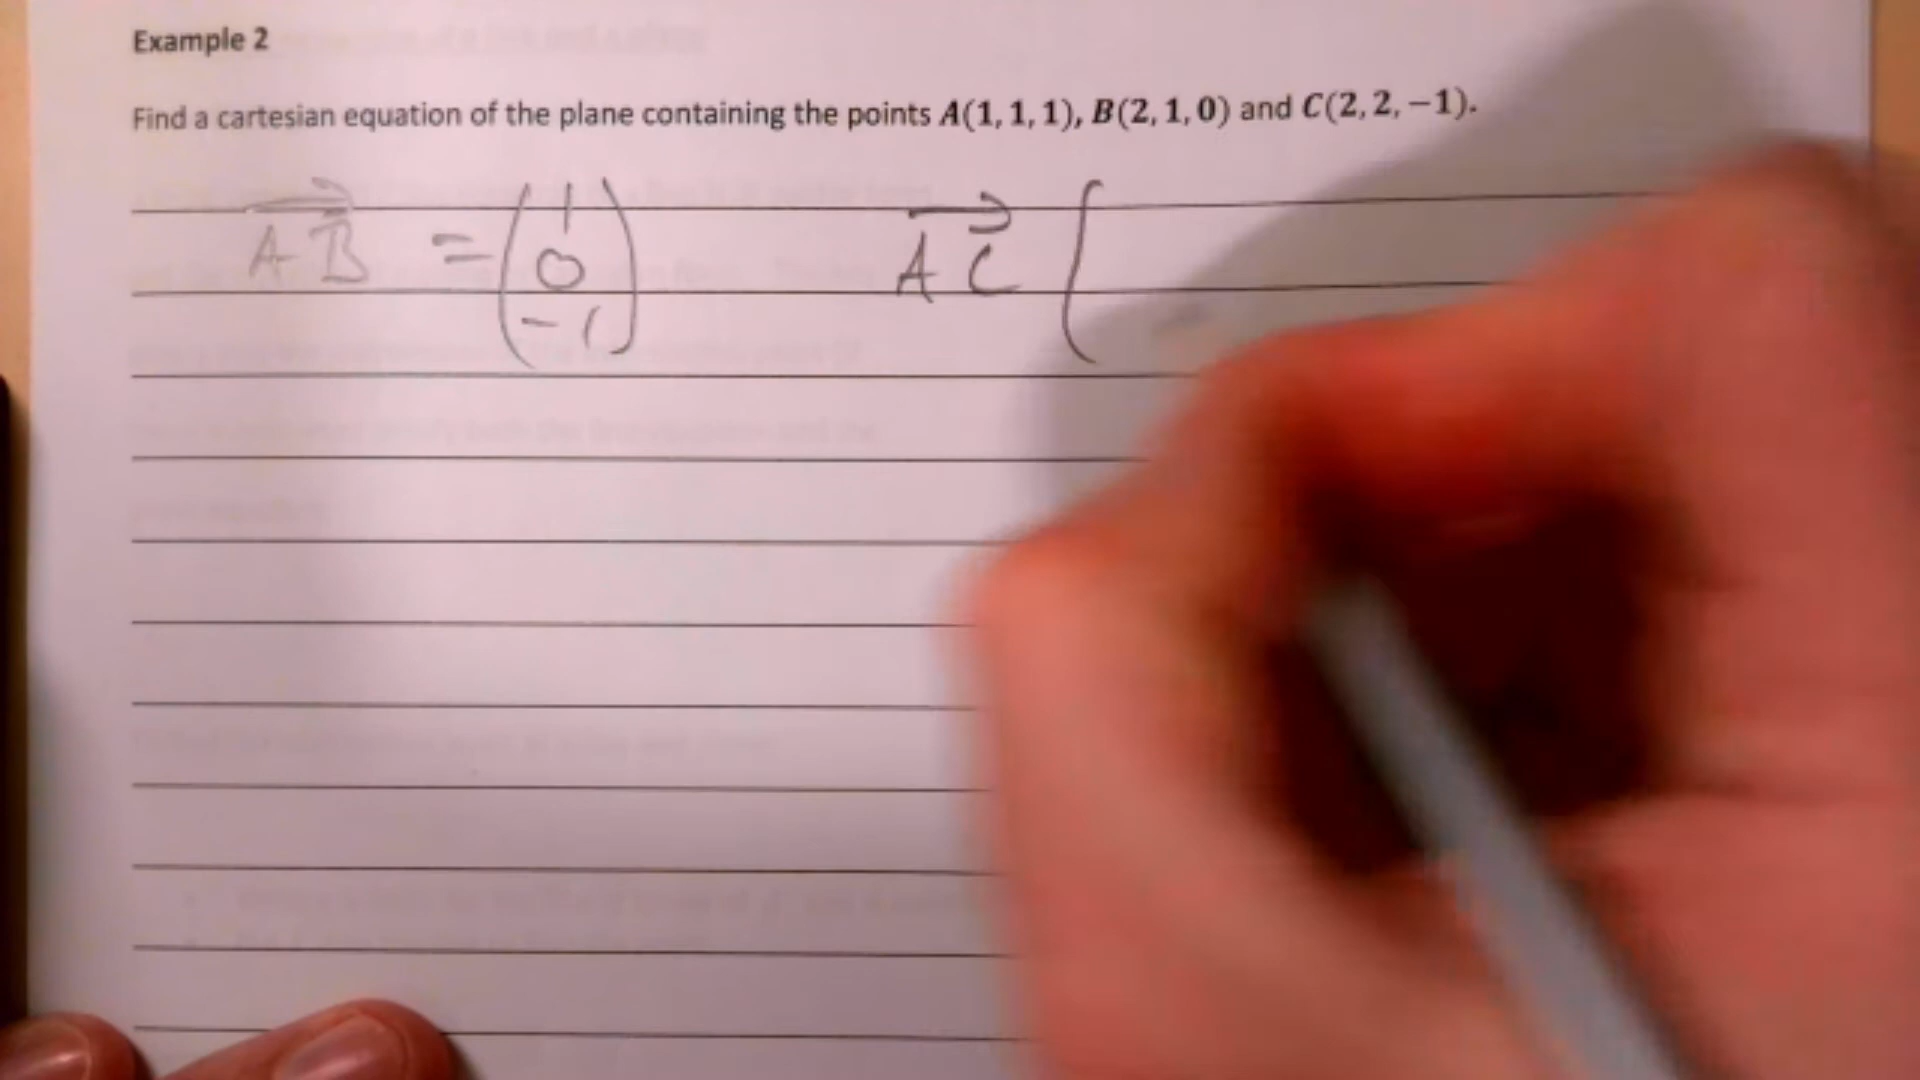 Example 2
Find a cartesian equation of the plane containing the points A(1, 1, 1), B(2, 1, 0) and C(2, 2, −1).
AB = (1 0 -1) AC (